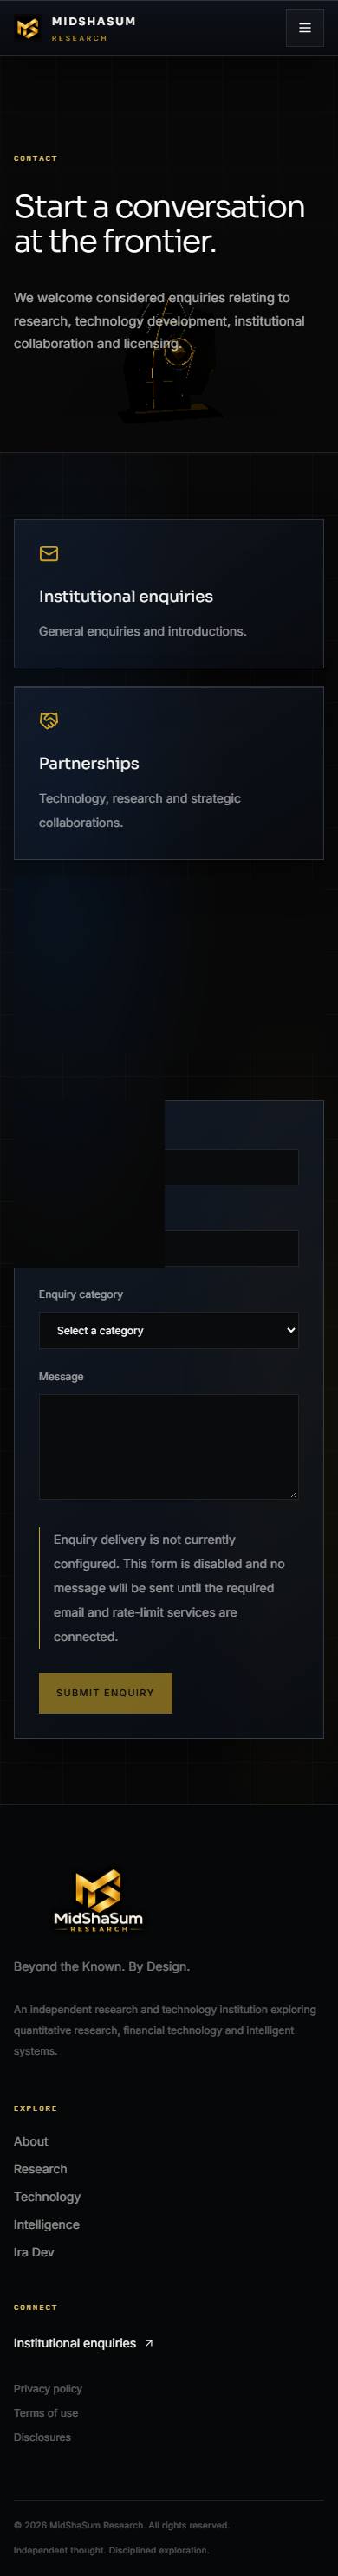 MIDSHASUM
RESEARCH
CONTACT
Start a conversation
at the frontier.
We welcome considered enquiries relating to
research, technology development, institutional
collaboration and licensing.
Institutional enquiries
General enquiries and introductions.
Partnerships
Technology, research and strategic
collaborations.
Enquiry category
Select a category
Message
Enquiry delivery is not currently
configured. This form is disabled and no
message will be sent until the required
email and rate-limit services are
connected.
SUBMIT ENQUIRY
MidShaSum
RESEARCH
Beyond the Known. By Design.
An independent research and technology institution exploring
quantitative research, financial technology and intelligent
systems.
EXPLORE
About
Research
Technology
Intelligence
Ira Dev
CONNECT
Institutional enquiries
Privacy policy
Terms of use
Disclosures
© 2026 MidShaSum Research. All rights reserved.
Independent thought. Disciplined exploration.